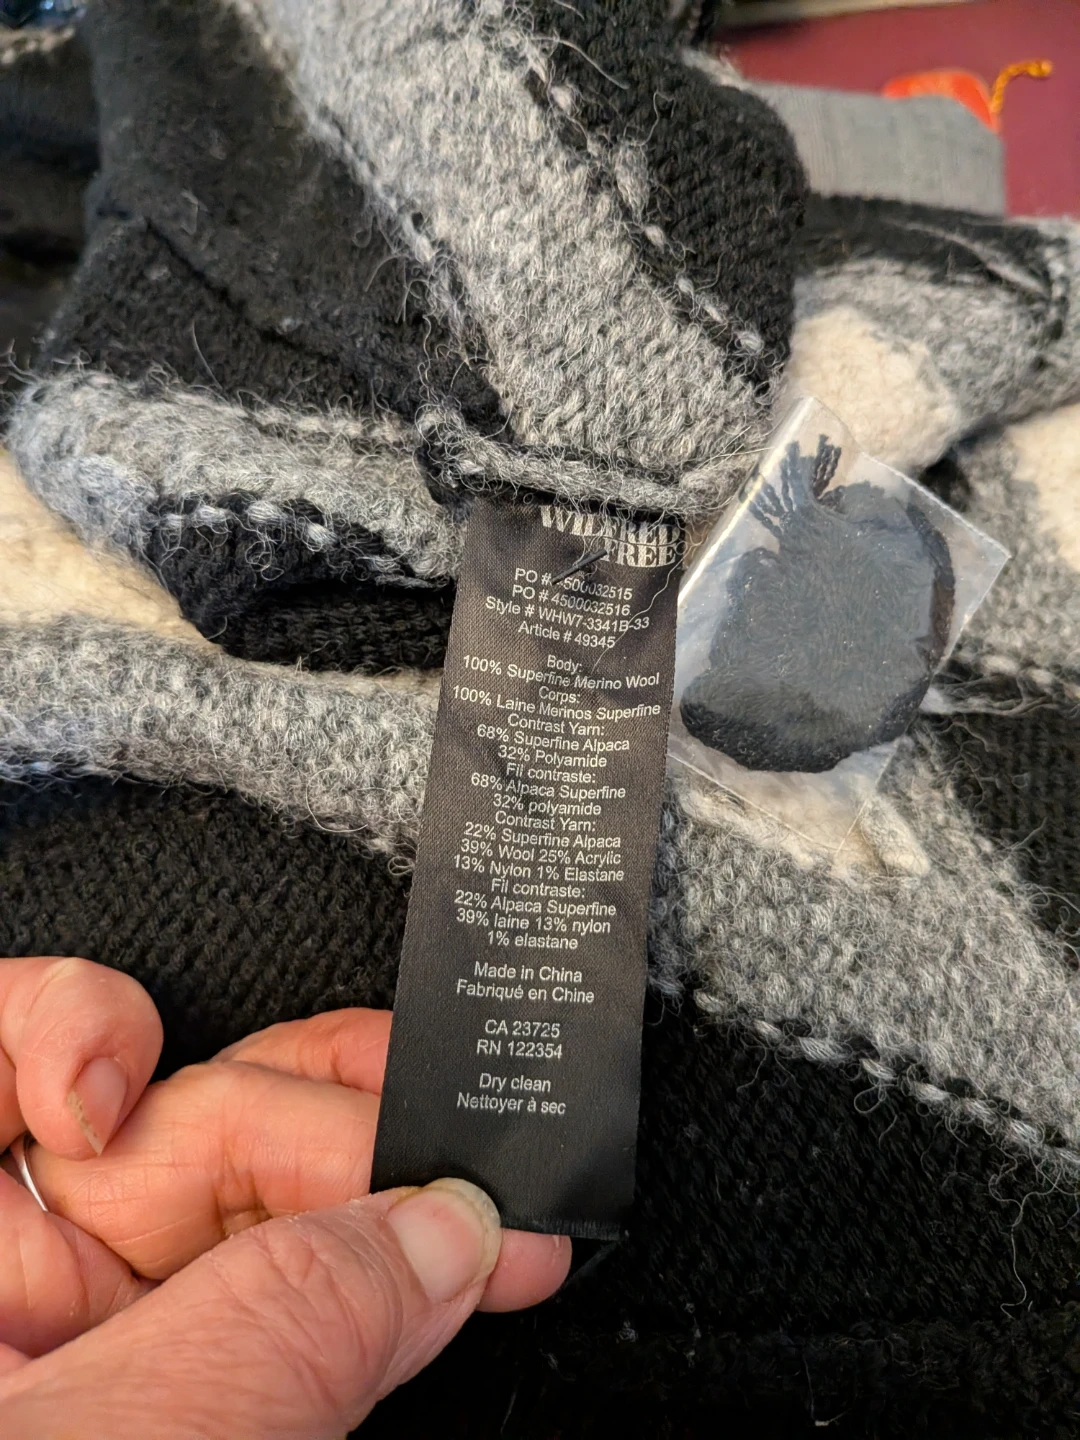 WILFRED
FREE
PO # 4500032515
PO # 4500032516
Style # WHW7-3341B-33
Article # 49345
Body:
100% Superfine Merino Wool
Corps:
100% Laine Merinos Superfine
Contrast Yarn:
68% Superfine Alpaca
32% Polyamide
Fil contraste:
68% Alpaca Superfine
32% polyamide
Contrast Yarn:
22% Superfine Alpaca
39% Wool 25% Acrylic
13% Nylon 1% Elastane
Fil contraste:
22% Alpaca Superfine
39% laine 13% nylon
1% elastane
Made in China
Fabriqué en Chine
CA 23725
RN 122354
Dry clean
Nettoyer à sec